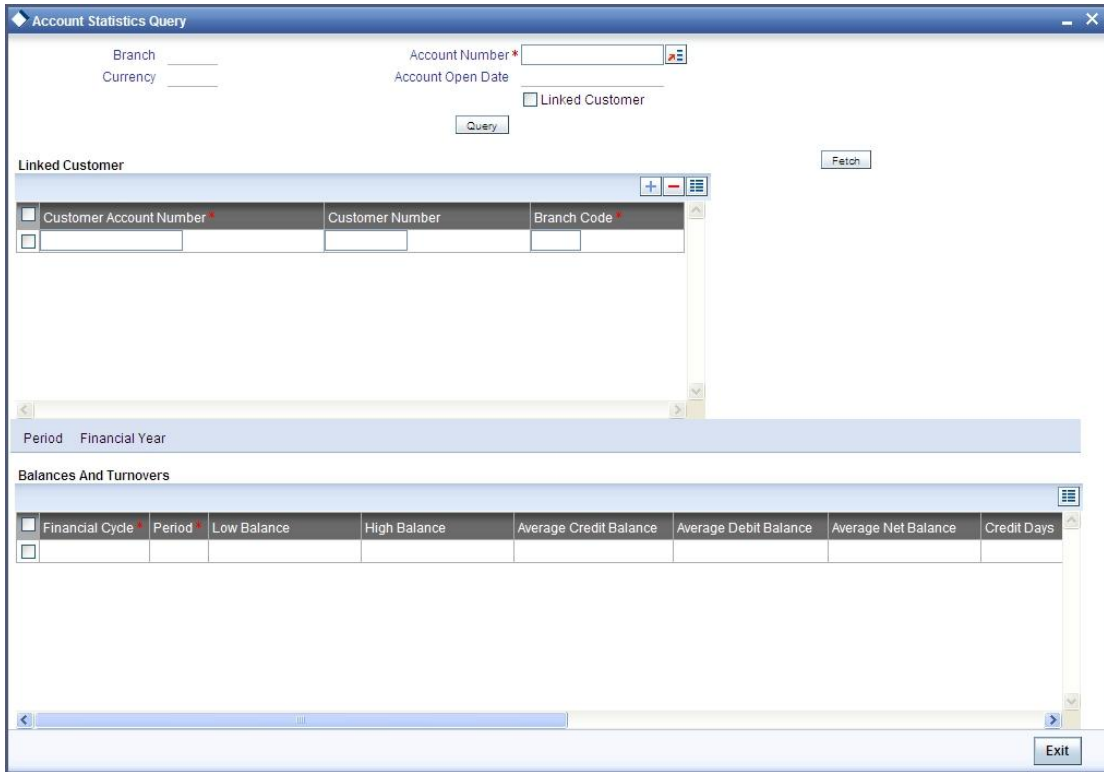 Account Statistics Query
Branch
Account Number *
Currency
Account Open Date
Linked Customer
Query
Fetch
Linked Customer
Customer Account Number * Customer Number Branch Code *
Period Financial Year
Balances And Turnovers
Financial Cycle * Period * Low Balance High Balance Average Credit Balance Average Debit Balance Average Net Balance Credit Days
Exit